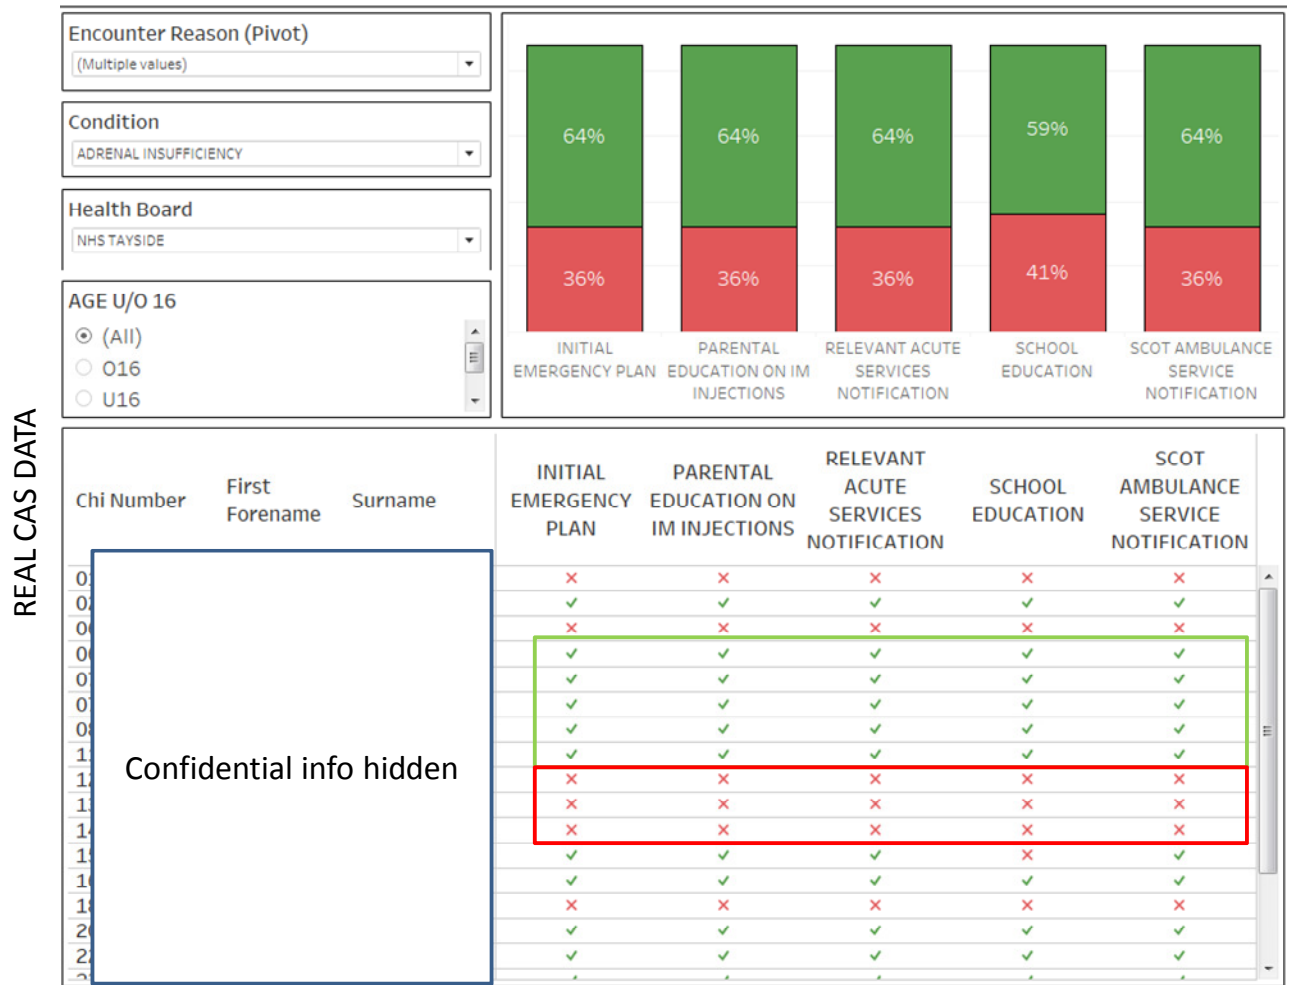 REAL CAS DATA
Encounter Reason (Pivot)
(Multiple values)
Condition
ADRENAL INSUFFICIENCY
Health Board
NHS TAYSIDE
AGE U/O 16
(All)
O16
U16
64%
64%
64%
59%
64%
36%
36%
36%
41%
36%
INITIAL
EMERGENCY PLAN
PARENTAL
EDUCATION ON IM
INJECTIONS
RELEVANT ACUTE
SERVICES
NOTIFICATION
SCHOOL
EDUCATION
SCOT AMBULANCE
SERVICE
NOTIFICATION
Chi Number
First
Forename
Surname
INITIAL
EMERGENCY
PLAN
PARENTAL
EDUCATION ON
IM INJECTIONS
RELEVANT
ACUTE
SERVICES
NOTIFICATION
SCHOOL
EDUCATION
SCOT
AMBULANCE
SERVICE
NOTIFICATION
Confidential info hidden